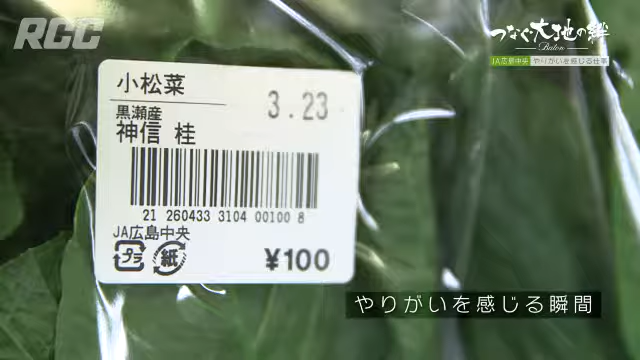 RCC
つなぐ大地の絆
Baton
JA広島中央 やりがいを感じる仕事
小松菜
3.23
黒瀬産
神信 桂
21 260433 3104 00100 8
JA広島中央
プラ 紙
¥100
やりがいを感じる瞬間